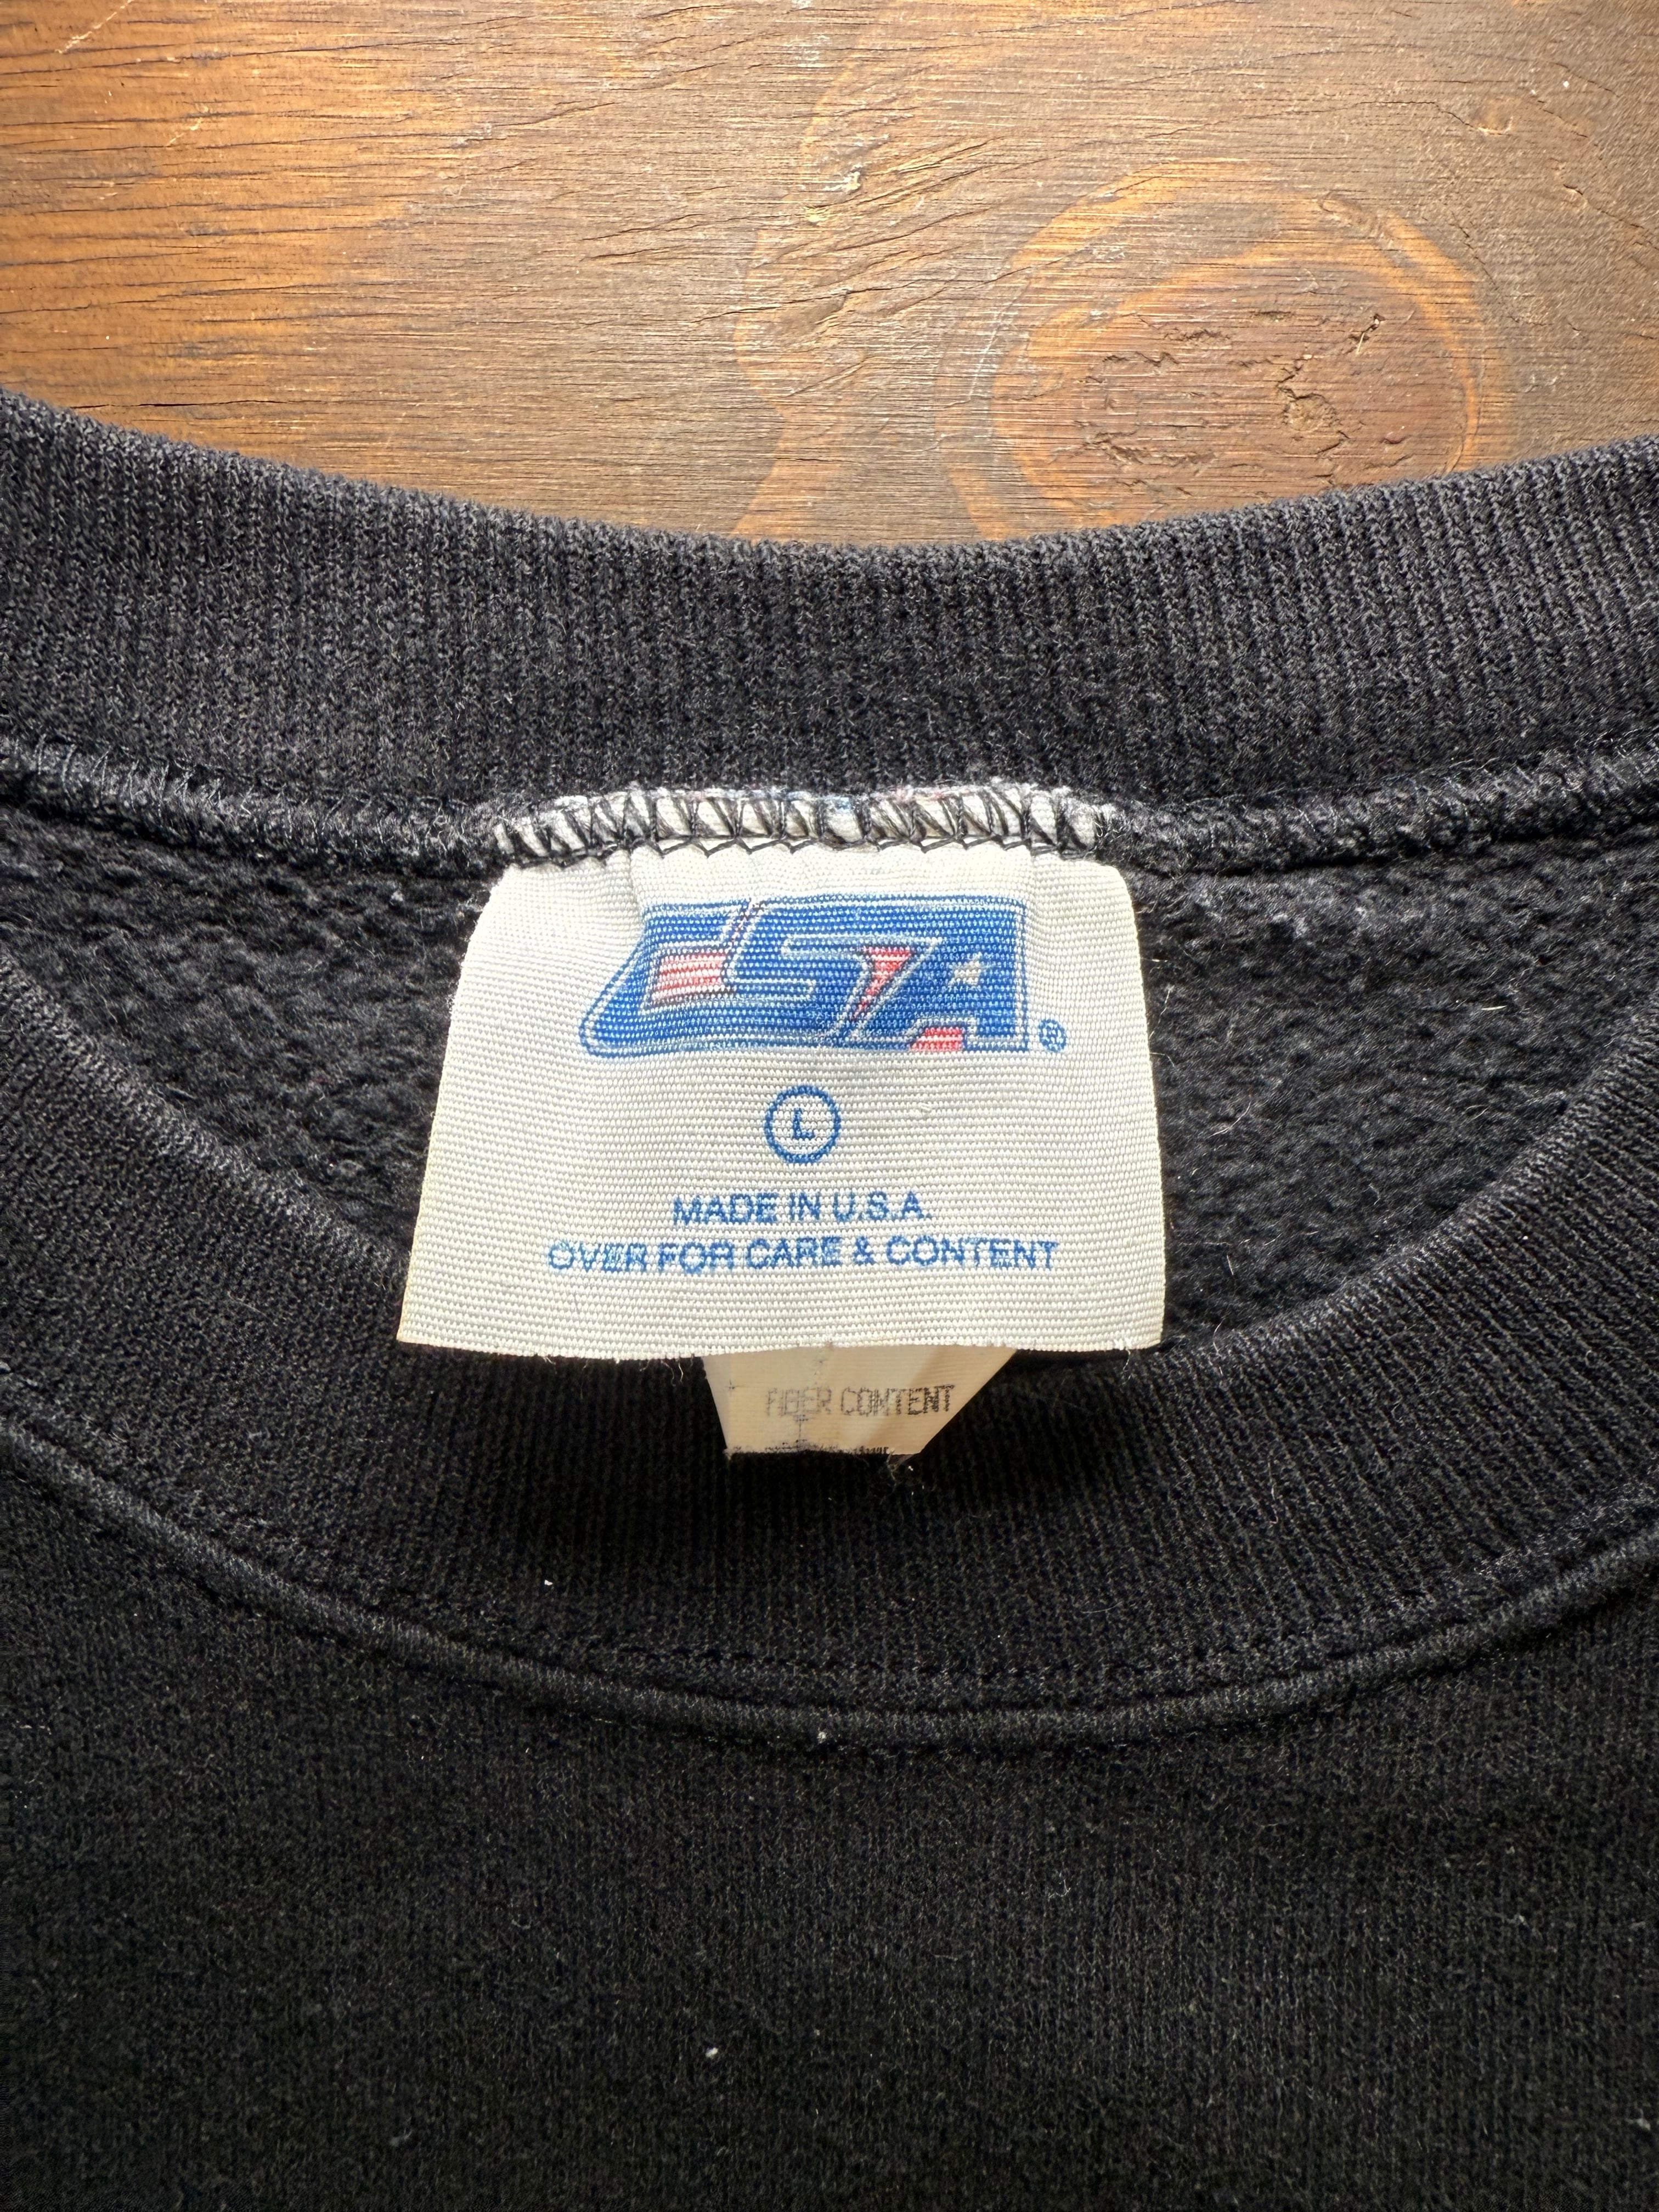 CSA®
L
MADE IN U.S.A.
OVER FOR CARE & CONTENT
FIBER CONTENT